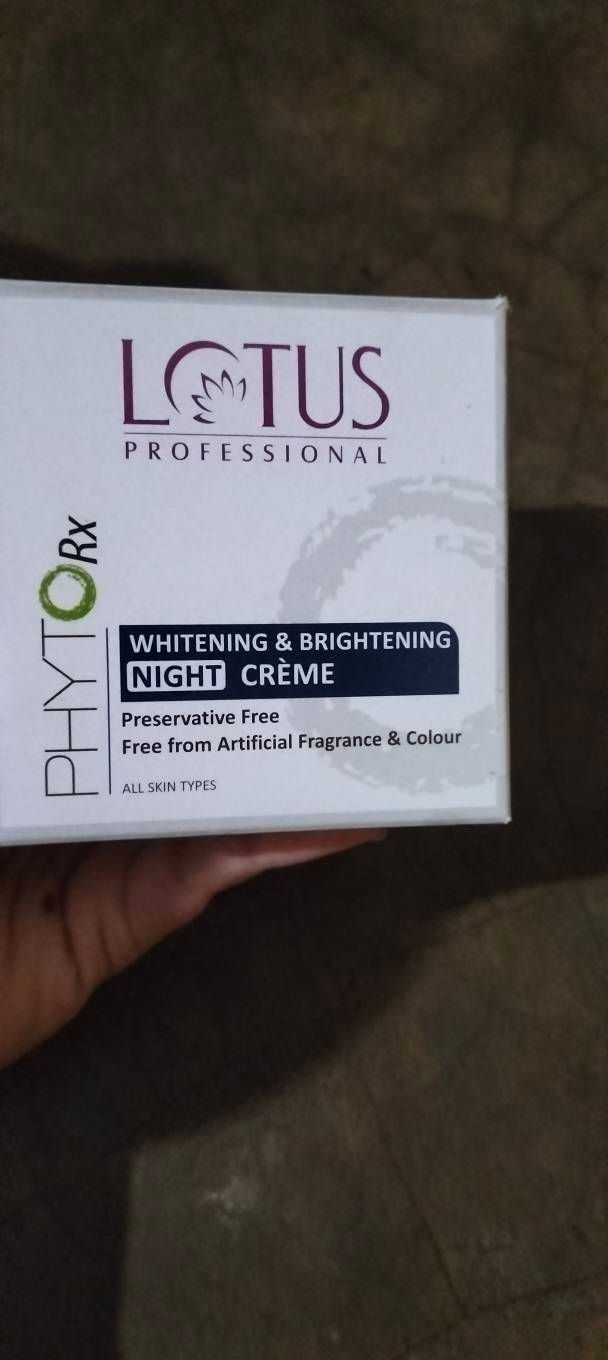 LOTUS
PROFESSIONAL
PHYTORx
WHITENING & BRIGHTENING
NIGHT CRÈME
Preservative Free
Free from Artificial Fragrance & Colour
ALL SKIN TYPES